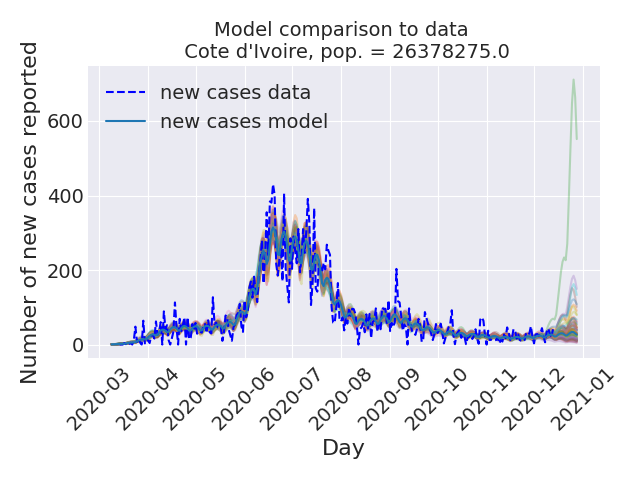 Model comparison to data
Cote d'Ivoire, pop. = 26378275.0
Number of new cases reported
new cases data
new cases model
600
400
200
0
2020-03
2020-04
2020-05
2020-06
2020-07
2020-08
2020-09
2020-10
2020-11
2020-12
2021-01
Day